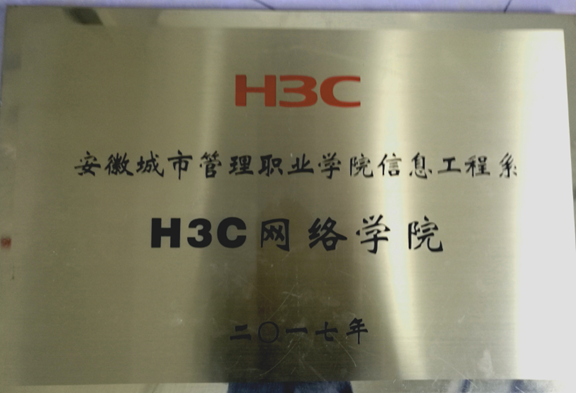 H3C
安徽城市管理职业学院信息工程系
H3C网络学院
二〇一七年